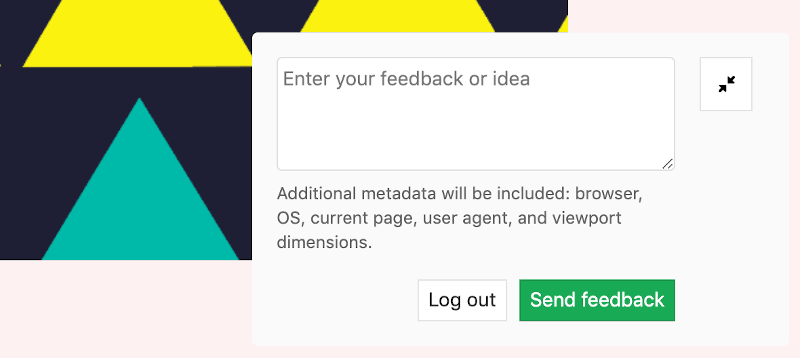 Enter your feedback or idea
Additional metadata will be included: browser,
OS, current page, user agent, and viewport
dimensions.
Log out
Send feedback